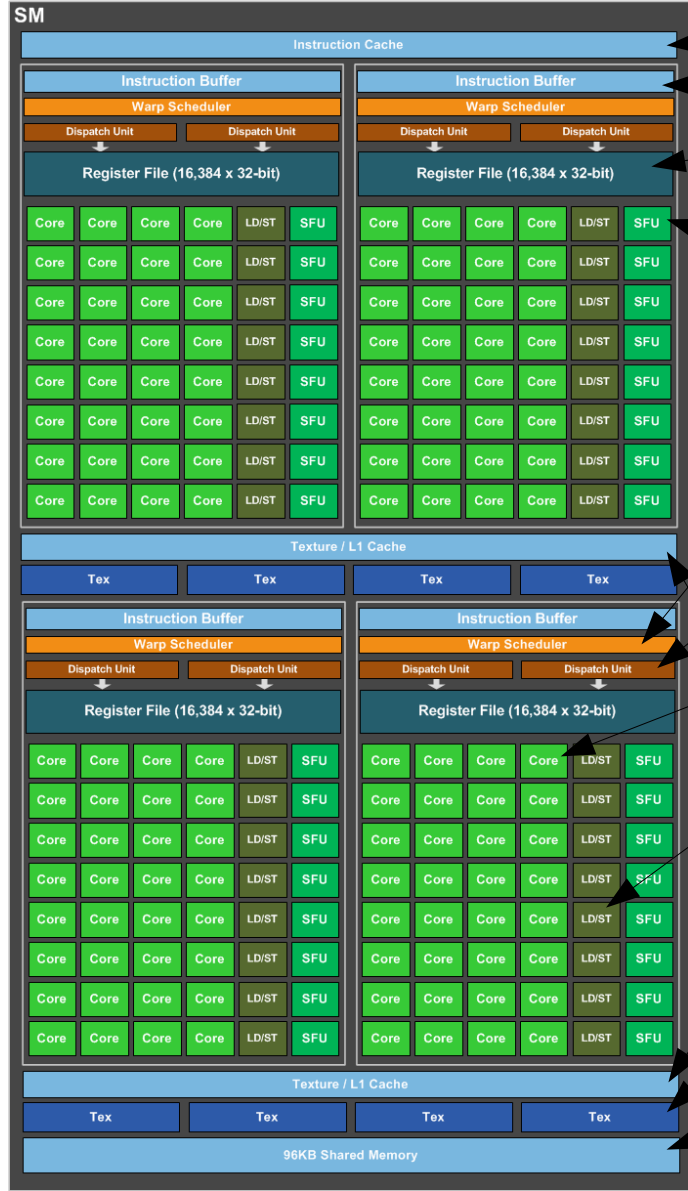 SM
Instruction Cache
Instruction Buffer Instruction Buffer
Warp Scheduler Warp Scheduler
Dispatch Unit Dispatch Unit Dispatch Unit Dispatch Unit
Register File (16,384 x 32-bit) Register File (16,384 x 32-bit)
Core Core Core Core LD/ST SFU Core Core Core Core LD/ST SFU
Core Core Core Core LD/ST SFU Core Core Core Core LD/ST SFU
Core Core Core Core LD/ST SFU Core Core Core Core LD/ST SFU
Core Core Core Core LD/ST SFU Core Core Core Core LD/ST SFU
Core Core Core Core LD/ST SFU Core Core Core Core LD/ST SFU
Core Core Core Core LD/ST SFU Core Core Core Core LD/ST SFU
Core Core Core Core LD/ST SFU Core Core Core Core LD/ST SFU
Core Core Core Core LD/ST SFU Core Core Core Core LD/ST SFU
Texture / L1 Cache
Tex Tex Tex Tex
Instruction Buffer Instruction Buffer
Warp Scheduler Warp Scheduler
Dispatch Unit Dispatch Unit Dispatch Unit Dispatch Unit
Register File (16,384 x 32-bit) Register File (16,384 x 32-bit)
Core Core Core Core LD/ST SFU Core Core Core Core LD/ST SFU
Core Core Core Core LD/ST SFU Core Core Core Core LD/ST SFU
Core Core Core Core LD/ST SFU Core Core Core Core LD/ST SFU
Core Core Core Core LD/ST SFU Core Core Core Core LD/ST SFU
Core Core Core Core LD/ST SFU Core Core Core Core LD/ST SFU
Core Core Core Core LD/ST SFU Core Core Core Core LD/ST SFU
Core Core Core Core LD/ST SFU Core Core Core Core LD/ST SFU
Core Core Core Core LD/ST SFU Core Core Core Core LD/ST SFU
Texture / L1 Cache
Tex Tex Tex Tex
96KB Shared Memory